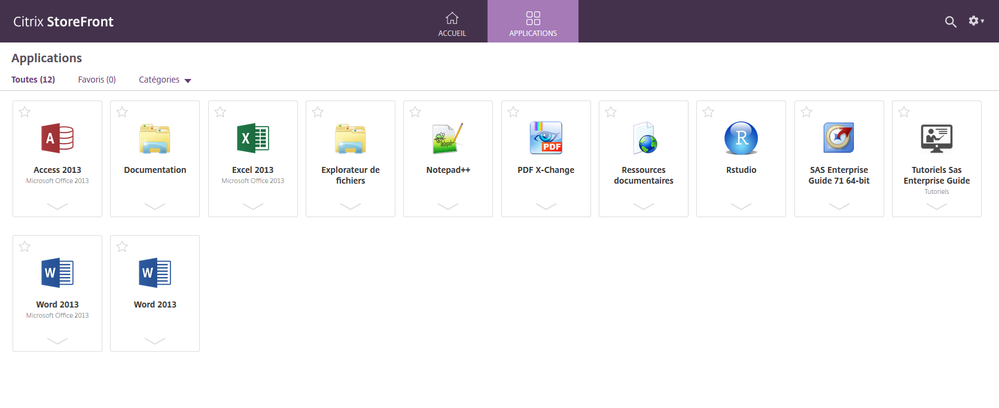 Citrix StoreFront
ACCUEIL
APPLICATIONS
Applications
Toutes (12)
Favoris (0)
Catégories
Access 2013
Microsoft Office 2013
Documentation
Excel 2013
Microsoft Office 2013
Explorateur de
fichiers
Notepad++
PDF
PDF X-Change
Ressources
documentaires
R
Rstudio
SAS Enterprise
Guide 71 64-bit
Tutoriels Sas
Enterprise Guide
Tutoriels
Word 2013
Microsoft Office 2013
Word 2013